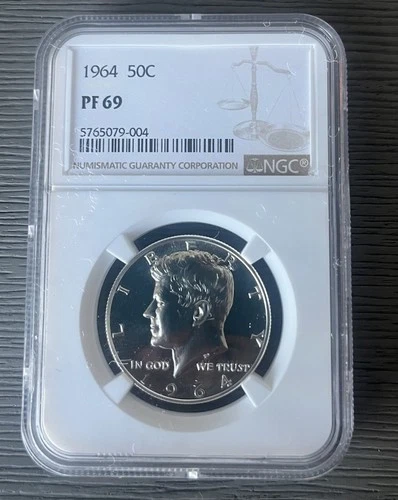 1964 50C
PF 69
5765079-004
NUMISMATIC GUARANTY CORPORATION NGC®
LIBERTY
IN GOD WE TRUST
1964